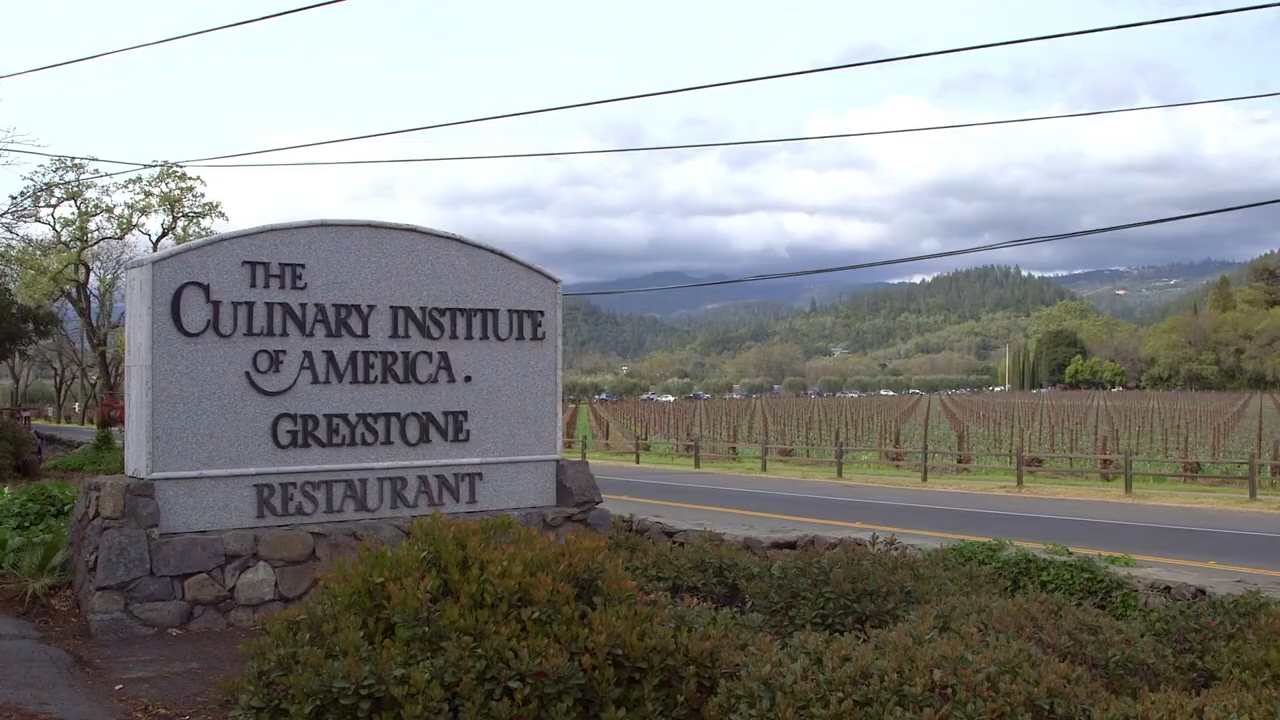 THE
CULINARY INSTITUTE
OF AMERICA.
GREYSTONE
RESTAURANT